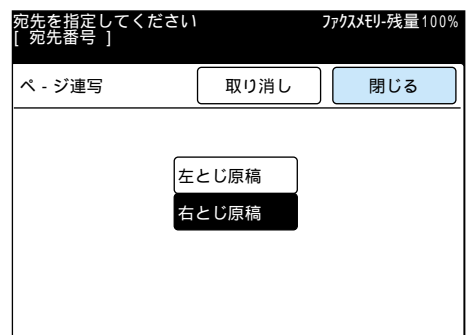 宛先を指定してください ﾌｧｸｽﾒﾓﾘｰ残量100%
[ 宛先番号 ]
ペ - ジ連写 取り消し 閉じる
左とじ原稿
右とじ原稿